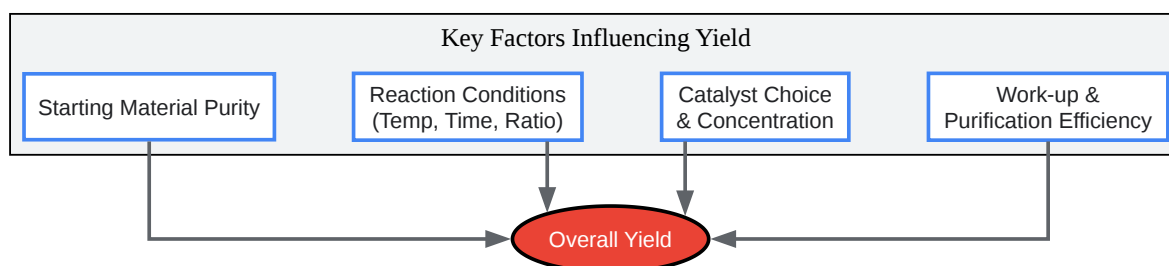 Key Factors Influencing Yield
Starting Material Purity
Reaction Conditions
(Temp, Time, Ratio)
Catalyst Choice
& Concentration
Work-up &
Purification Efficiency
Overall Yield